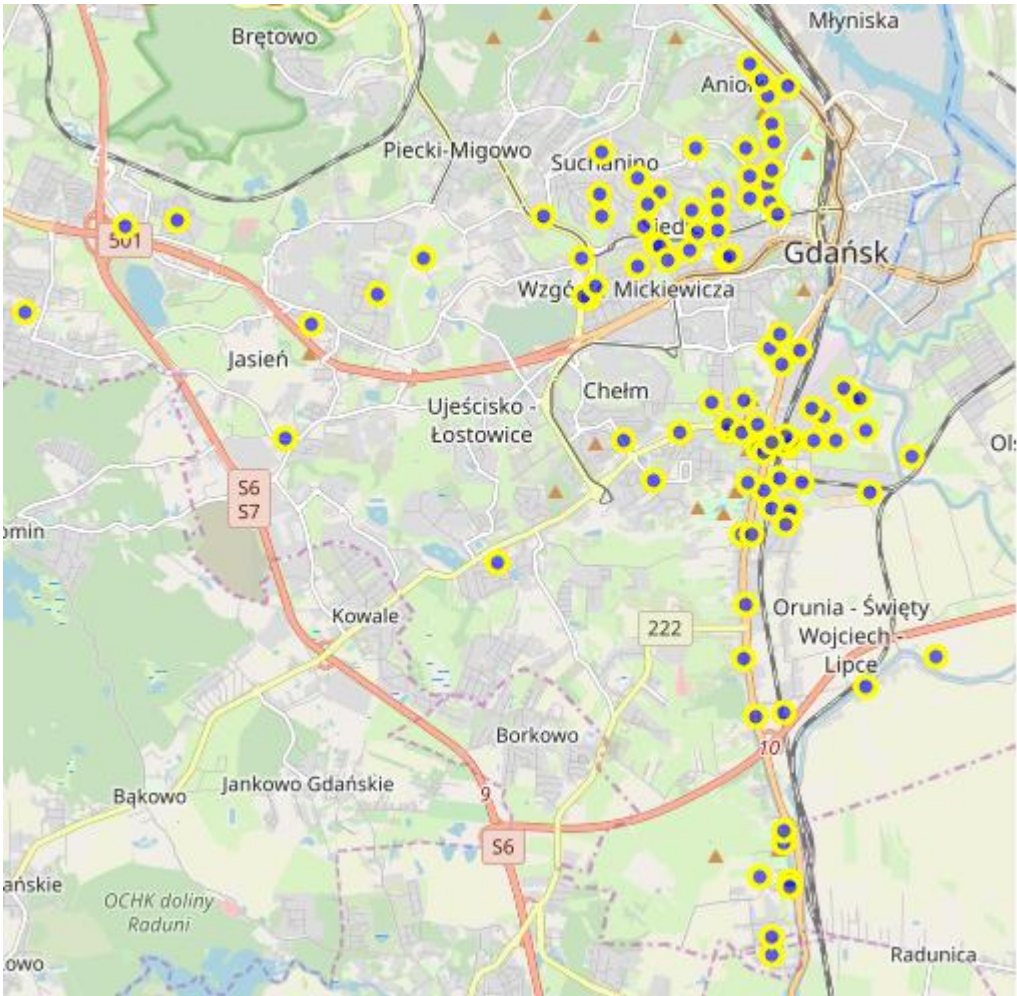 Młyniska
Brętowo
Piecki-Migowo
Suchanino
501
Gdańsk
Mickiewicza
Jasień
Chełm
Ujeścisko -
Łostowice
S6
S7
Kowale
222
Orunia - Święty
Wojciech -
Lipce
Borkowo
10
Jankowo Gdańskie
9
Bąkowo
S6
OCHK doliny
Raduni
Radunica